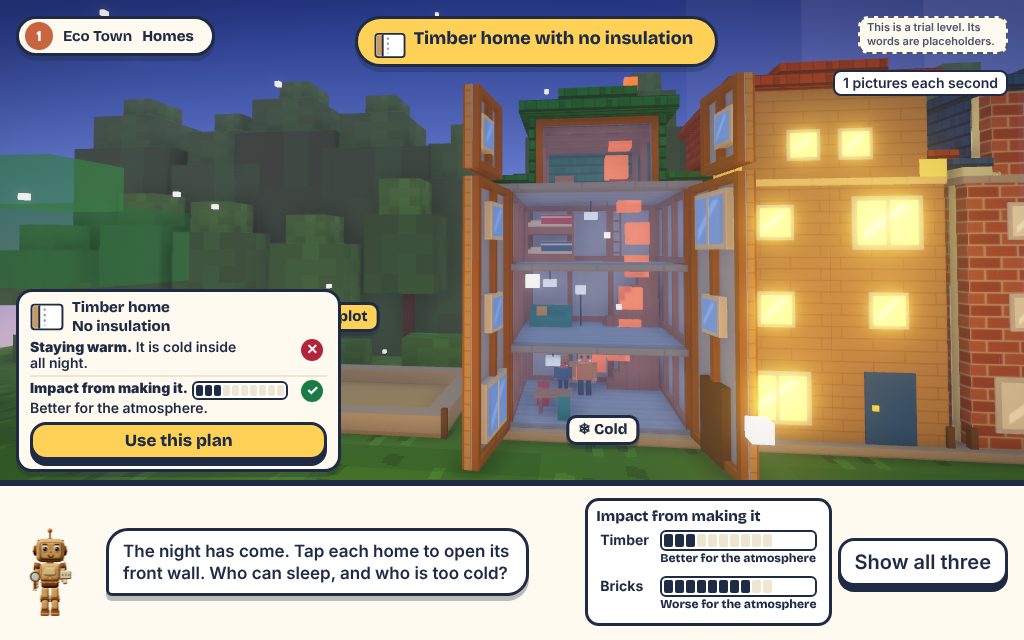 1 Eco Town Homes
Timber home with no insulation
This is a trial level. Its
words are placeholders.
1 pictures each second
plot
Timber home
No insulation
Staying warm. It is cold inside
all night.
Impact from making it.
Better for the atmosphere.
Use this plan
❄ Cold
The night has come. Tap each home to open its
front wall. Who can sleep, and who is too cold?
Impact from making it
Timber
Better for the atmosphere
Bricks
Worse for the atmosphere
Show all three